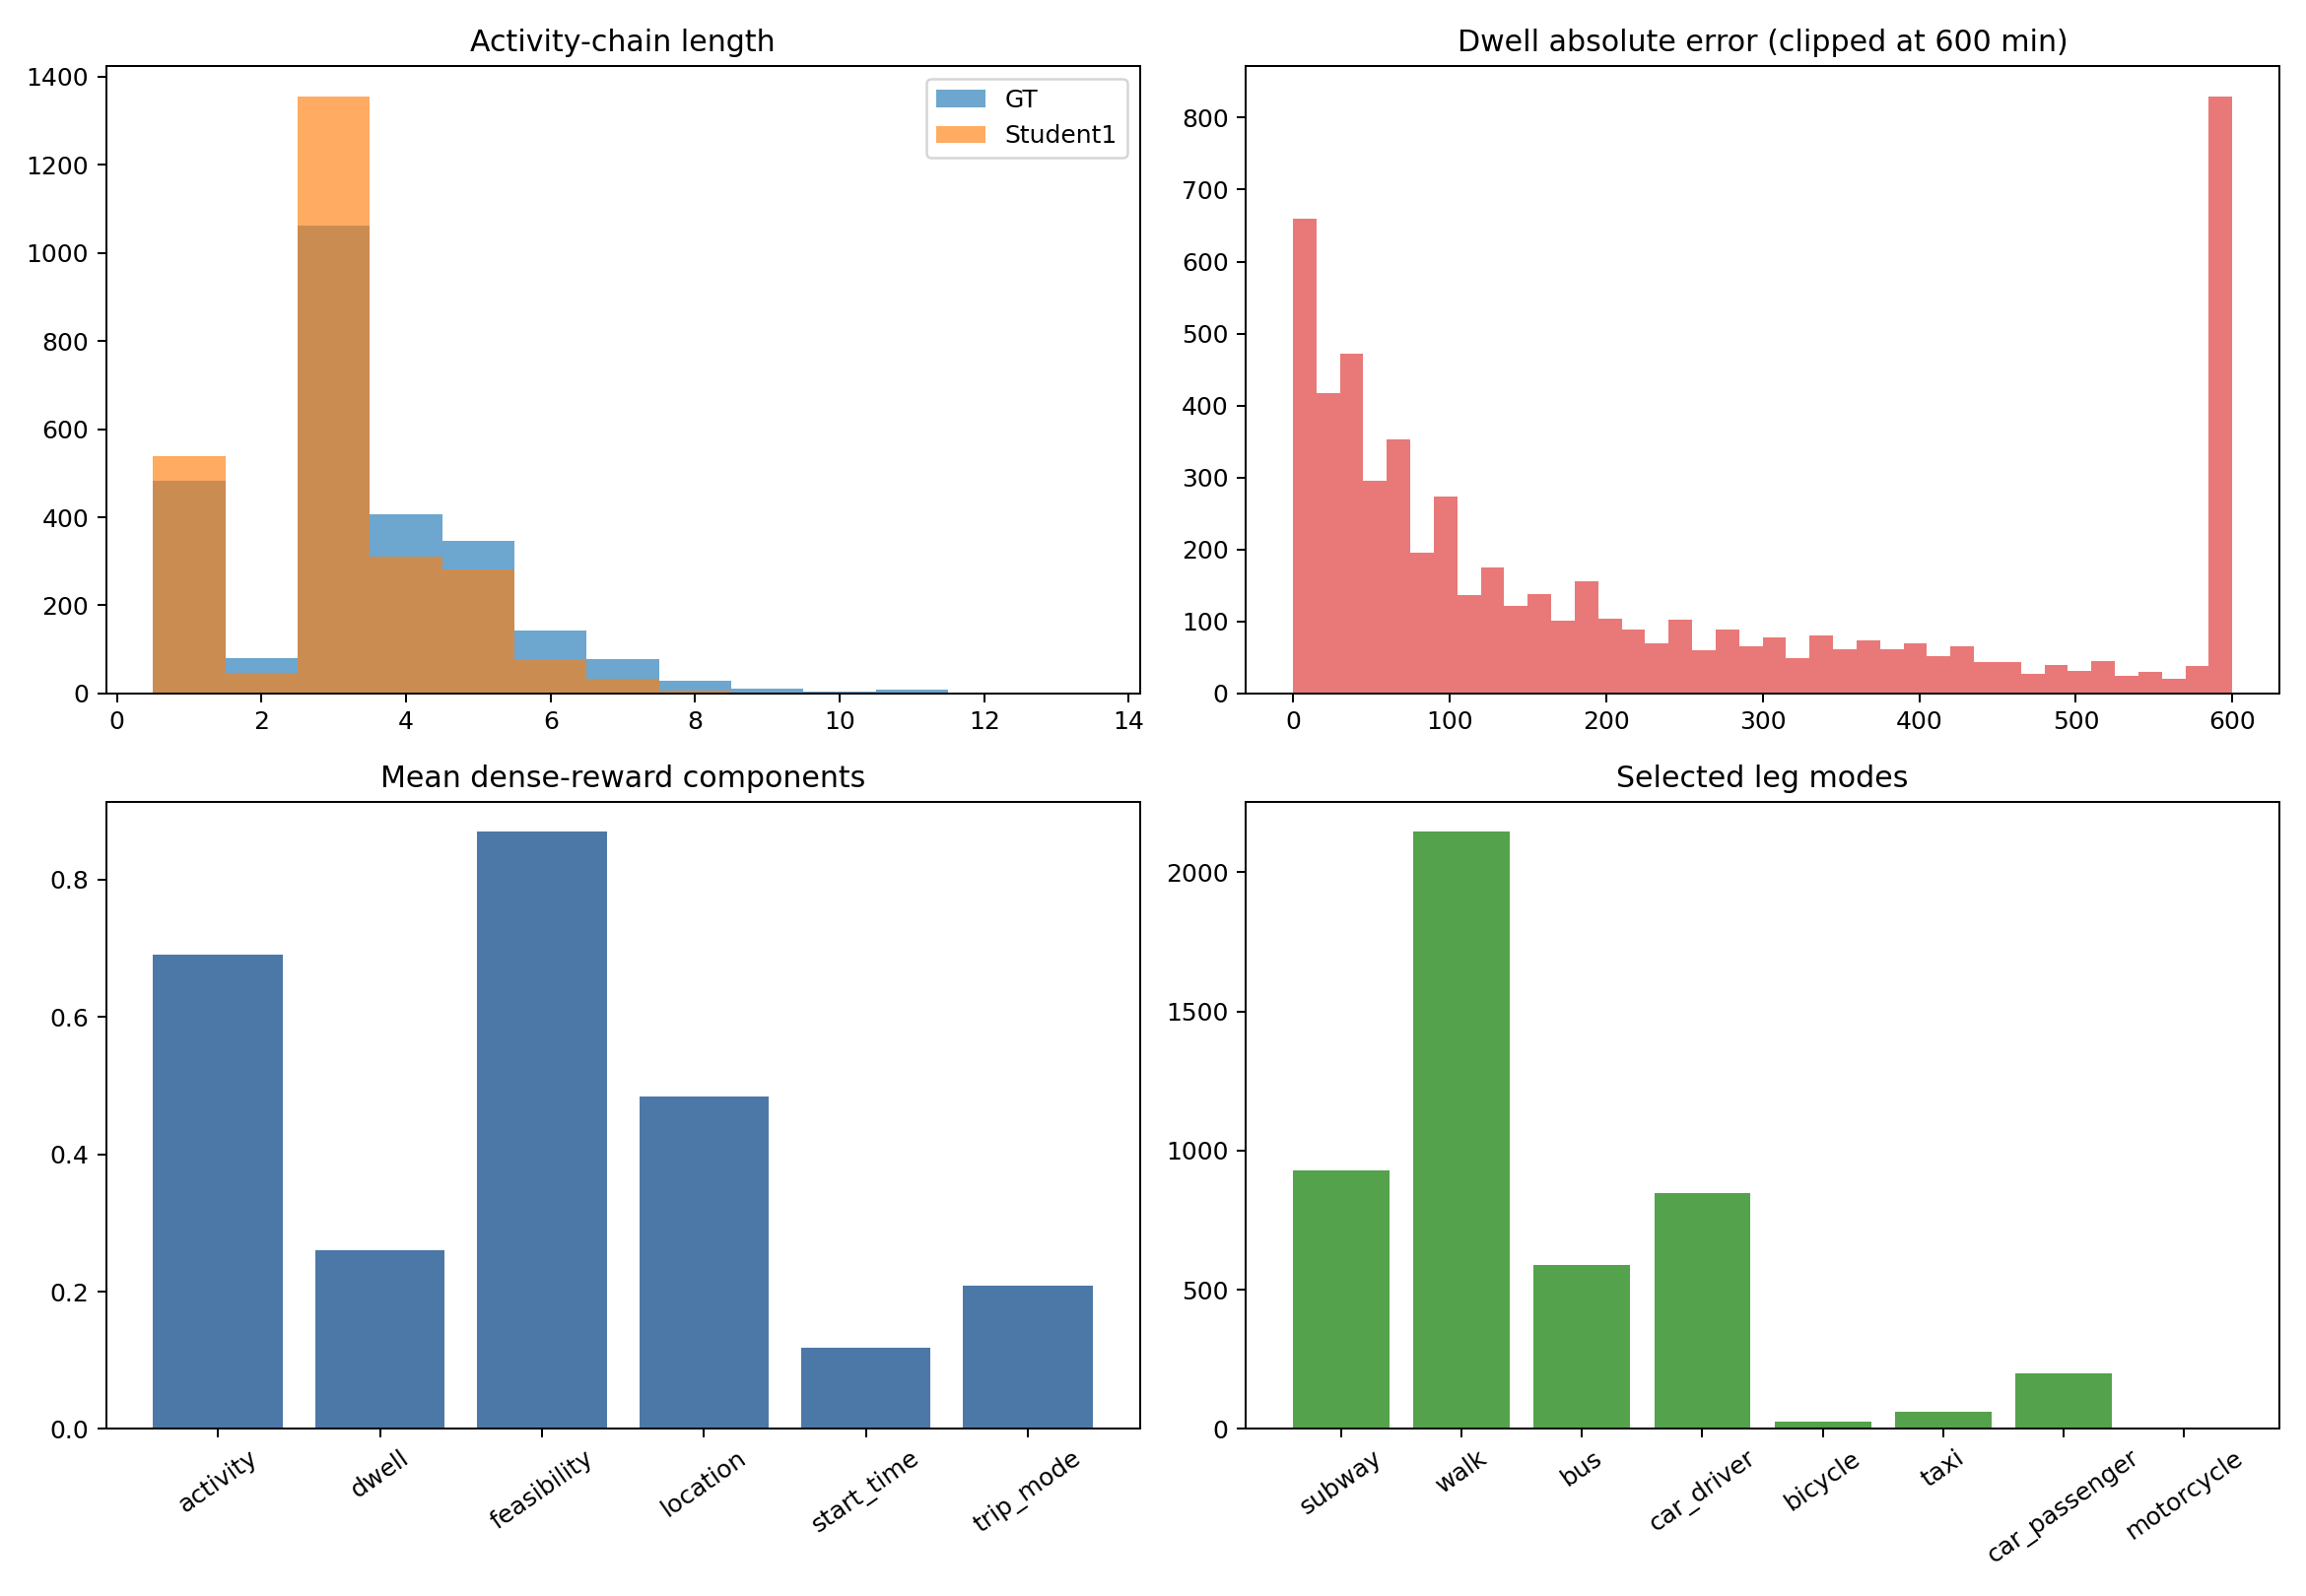 Activity-chain length
1400
1200
1000
800
600
400
200
0
0 2 4 6 8 10 12 14
GT
Student1
Dwell absolute error (clipped at 600 min)
800
700
600
500
400
300
200
100
0
0 100 200 300 400 500 600
Mean dense-reward components
0.8
0.6
0.4
0.2
0.0
activity dwell feasibility location start_time trip_mode
Selected leg modes
2000
1500
1000
500
0
subway walk bus car_driver bicycle taxi car_passenger motorcycle